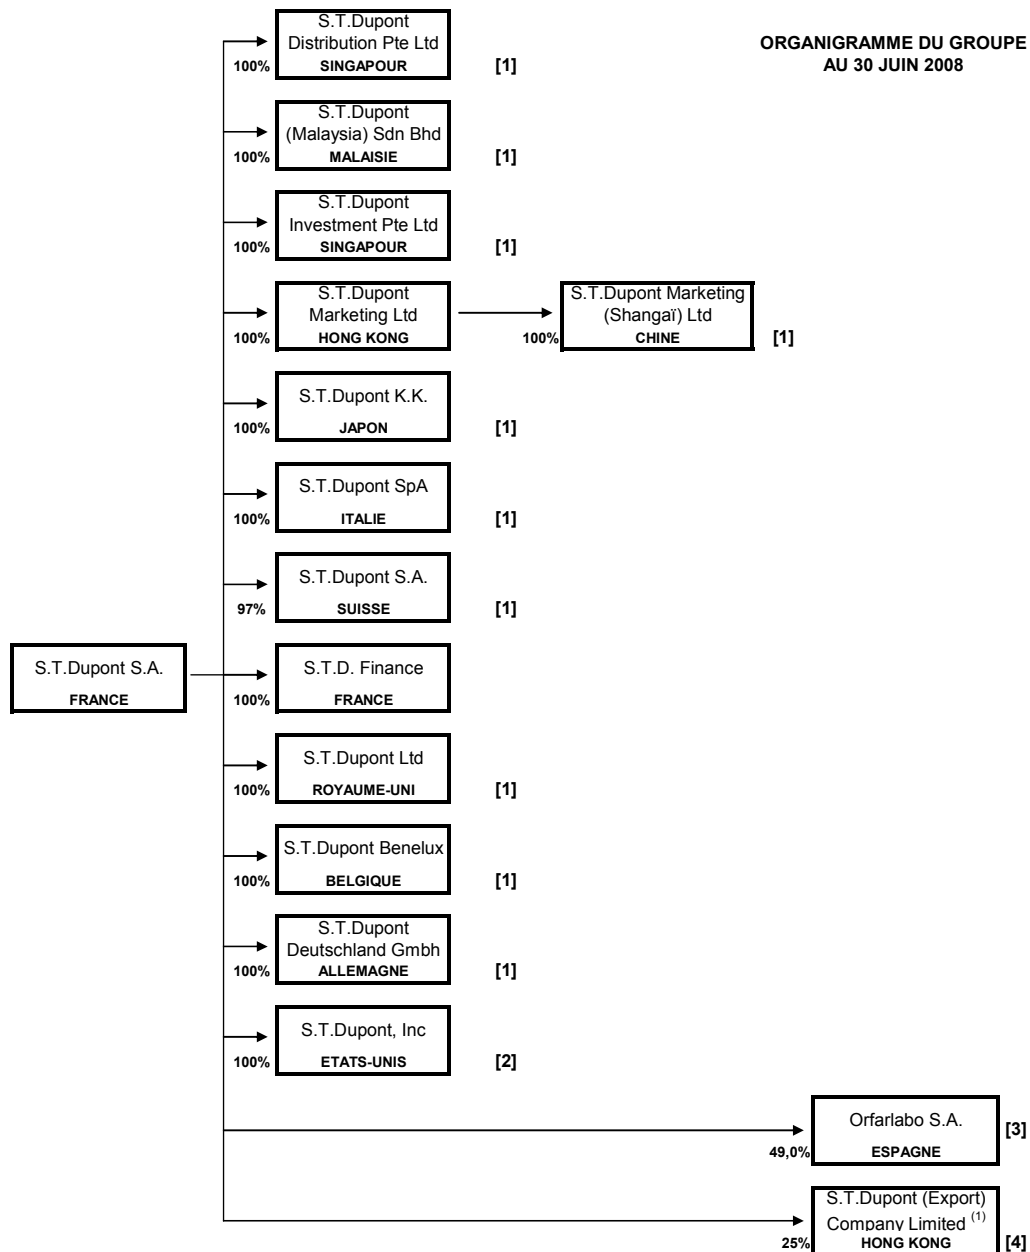 ORGANIGRAMME DU GROUPE
AU 30 JUIN 2008
S.T.Dupont
Distribution Pte Ltd
100% SINGAPOUR [1]
S.T.Dupont
(Malaysia) Sdn Bhd
100% MALAISIE [1]
S.T.Dupont
Investment Pte Ltd
100% SINGAPOUR [1]
S.T.Dupont
Marketing Ltd
100% HONG KONG
S.T.Dupont Marketing
(Shangaï) Ltd
100% CHINE [1]
S.T.Dupont K.K.
100% JAPON [1]
S.T.Dupont SpA
100% ITALIE [1]
S.T.Dupont S.A.
97% SUISSE [1]
S.T.Dupont S.A.
FRANCE
S.T.D. Finance
100% FRANCE
S.T.Dupont Ltd
100% ROYAUME-UNI [1]
S.T.Dupont Benelux
100% BELGIQUE [1]
S.T.Dupont
Deutschland Gmbh
100% ALLEMAGNE [1]
S.T.Dupont, Inc
100% ETATS-UNIS [2]
Orfarlabo S.A. [3]
49,0% ESPAGNE
S.T.Dupont (Export)
Company Limited (1)
25% HONG KONG [4]